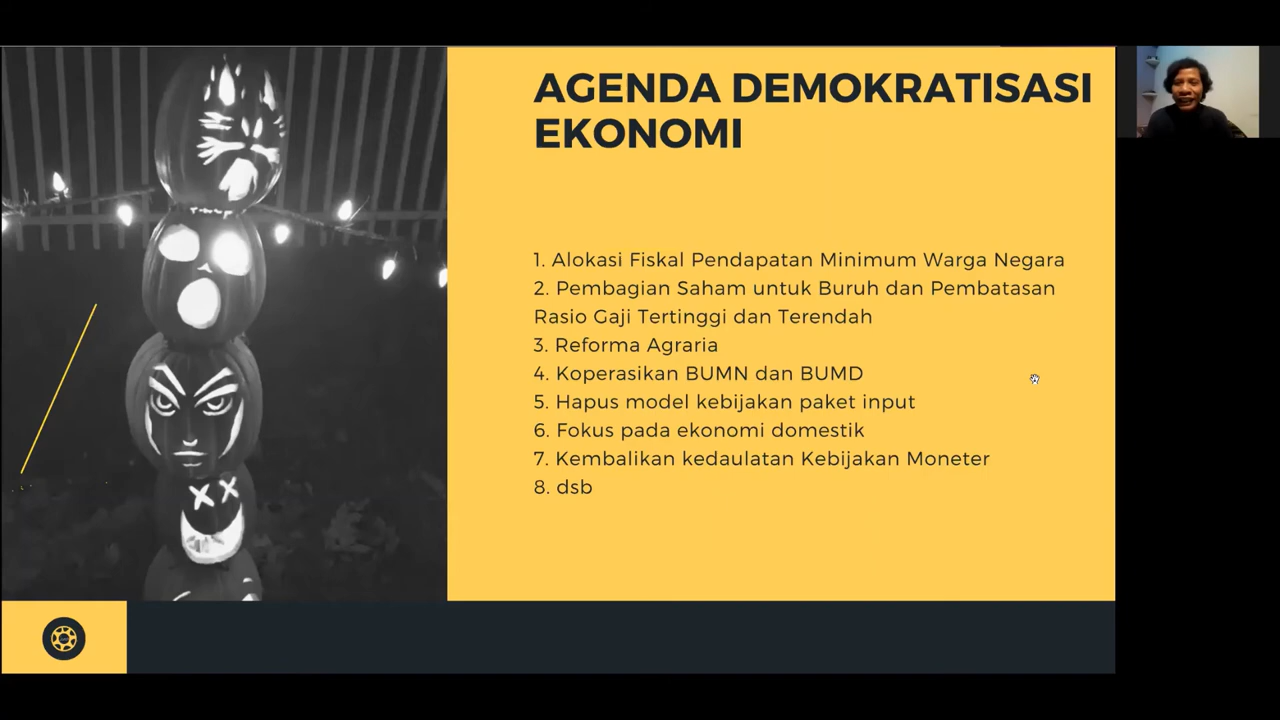 AGENDA DEMOKRATISASI
EKONOMI
1. Alokasi Fiskal Pendapatan Minimum Warga Negara
2. Pembagian Saham untuk Buruh dan Pembatasan
Rasio Gaji Tertinggi dan Terendah
3. Reforma Agraria
4. Koperasikan BUMN dan BUMD
5. Hapus model kebijakan paket input
6. Fokus pada ekonomi domestik
7. Kembalikan kedaulatan Kebijakan Moneter
8. dsb